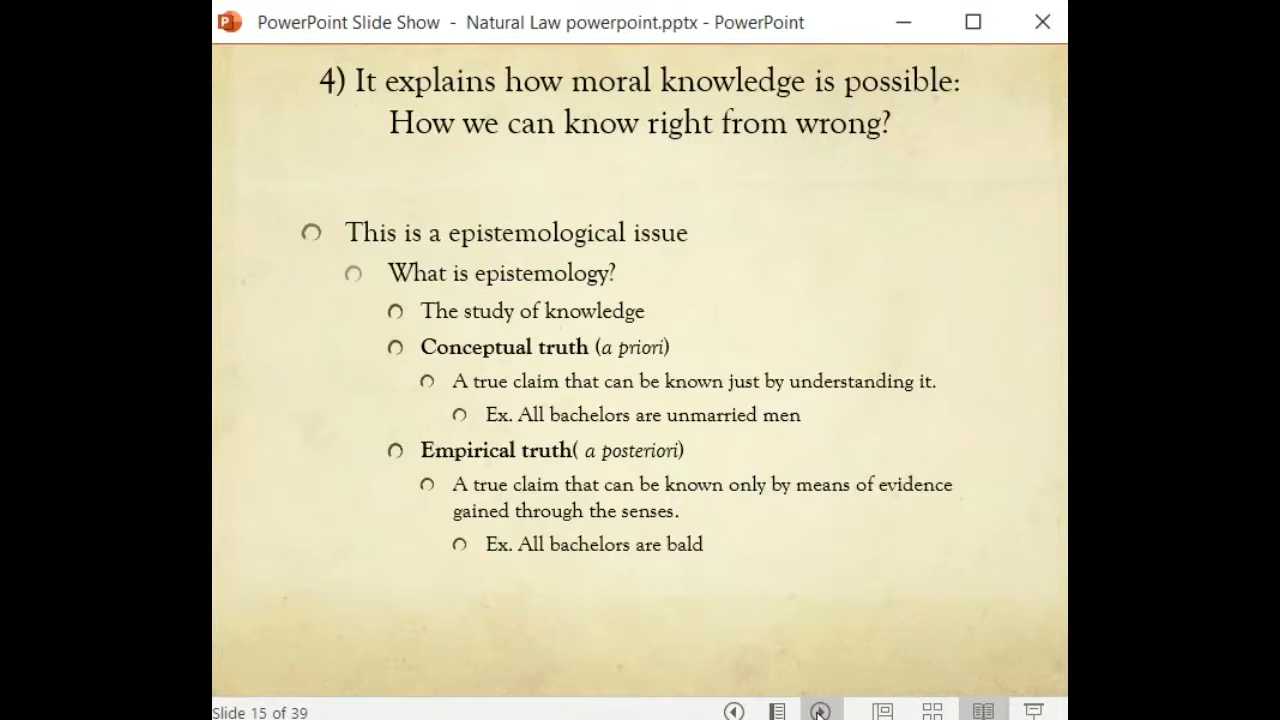 PowerPoint Slide Show - Natural Law powerpoint.pptx - PowerPoint
4) It explains how moral knowledge is possible:
How we can know right from wrong?
This is a epistemological issue
What is epistemology?
The study of knowledge
Conceptual truth (a priori)
A true claim that can be known just by understanding it.
Ex. All bachelors are unmarried men
Empirical truth( a posteriori)
A true claim that can be known only by means of evidence
gained through the senses.
Ex. All bachelors are bald
Slide 15 of 39